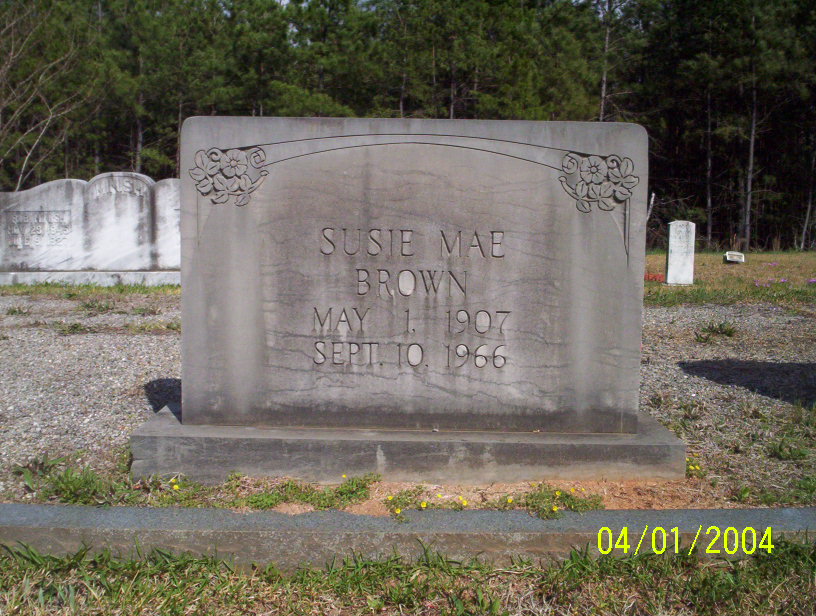 SUSIE MAE
BROWN
MAY 1, 1907
SEPT. 10, 1966
04/01/2004